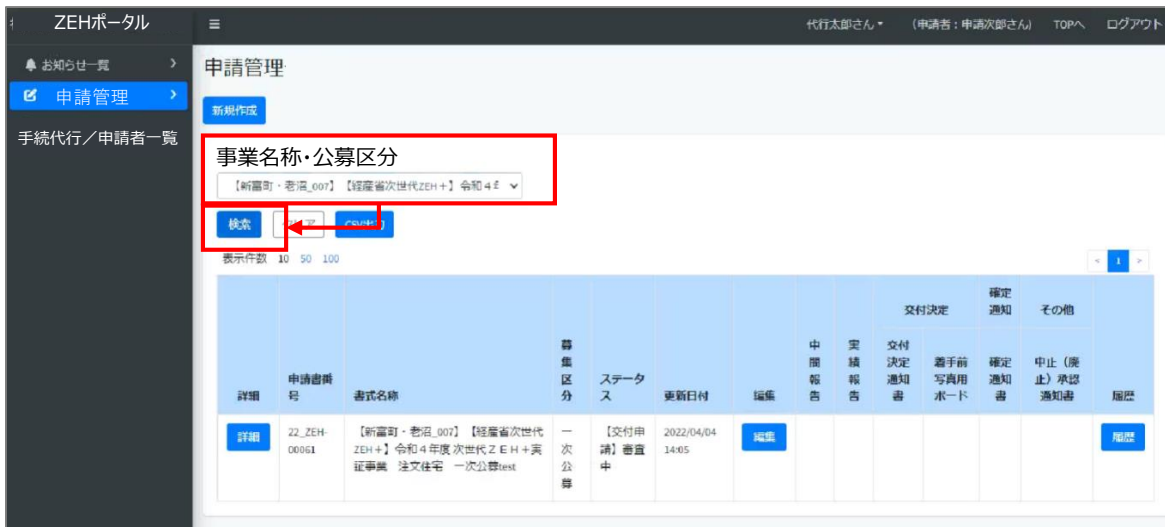 ZEHポータル
代行太郎さん
(申請者：申請次郎さん)
TOPへ
ログアウト
お知らせ一覧
申請管理
手続代行／申請者一覧
申請管理
新規作成
事業名称・公募区分
【新富町・老沼_007】【経産省次世代ZEH+】令和4年
検索
CSV出力
表示件数 10 50 100
< 1 >
交付決定
確定通知
その他
詳細
申請書番号
書式名称
募集区分
ステータス
更新日付
編集
中間報告
実績報告
交付決定通知書
着手前写真用ボード
確定通知書
中止（廃止）承認通知書
履歴
詳細
22_ZEH-
00061
【新富町・老沼_007】【経産省次世代
ZEH+】令和４年度 次世代ＺＥＨ+実
証事業　注文住宅　一次公募test
一次公募
【交付申
請】審査
中
2022/04/04
14:05
編集
履歴